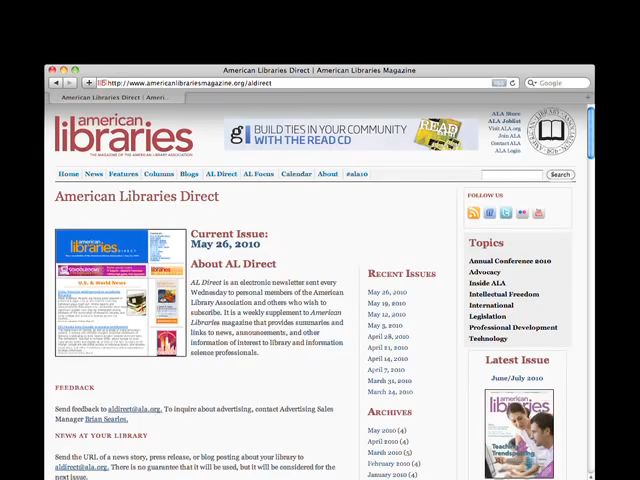 American Libraries Direct | American Libraries Magazine
http://www.americanlibrariesmagazine.org/aldirect
Google
American Libraries Direct | Ameri...
american
libraries
THE MAGAZINE OF THE AMERICAN LIBRARY ASSOCIATION
BUILD TIES IN YOUR COMMUNITY
WITH THE READ CD
READ
ALA Store
ALA JobList
Visit ALA.org
Join ALA
Contact ALA
ALA Login
Home News Features Columns Blogs AL Direct AL Focus Calendar About #ala10
Search
American Libraries Direct
Current Issue:
May 26, 2010
About AL Direct
AL Direct is an electronic newsletter sent every
Wednesday to personal members of the American
Library Association and others who wish to
subscribe. It is a weekly supplement to American
Libraries magazine that provides summaries and
links to news, announcements, and other
information of interest to library and information
science professionals.
american
libraries
DIRECT
U.S. & World News
FEEDBACK
Send feedback to aldirect@ala.org. To inquire about advertising, contact Advertising Sales
Manager Brian Searles.
NEWS AT YOUR LIBRARY
Send the URL of a news story, press release, or blog posting about your library to
aldirect@ala.org. There is no guarantee that it will be used, but it will be considered for the
next issue.
RECENT ISSUES
May 26, 2010
May 19, 2010
May 12, 2010
May 5, 2010
April 28, 2010
April 21, 2010
April 14, 2010
April 7, 2010
March 31, 2010
March 24, 2010
ARCHIVES
May 2010 (4)
April 2010 (4)
March 2010 (5)
February 2010 (4)
January 2010 (4)
FOLLOW US
Topics
Annual Conference 2010
Advocacy
Inside ALA
Intellectual Freedom
International
Legislation
Professional Development
Technology
Latest Issue
June/July 2010
american
libraries
Teaching
Trendspotting